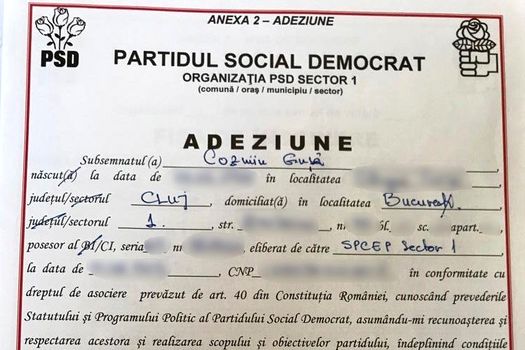 ANEXA 2 – ADEZIUNE
PSD
PARTIDUL SOCIAL DEMOCRAT
ORGANIZAȚIA PSD SECTOR 1
(comună / oraș / municipiu / sector)
ADEZIUNE
Subsemnatul (a) Cozmin Gușă
născut(ă) la data de în localitatea
județul/sectorul CLUJ, domiciliat(ă) în localitatea București
județul/sectorul 1, str. nr. bl. sc. apart.
posesor al BI/CI, seria nr. eliberat de către SPCEP Sector 1
la data de , CNP în conformitate cu
dreptul de asociere prevăzut de art. 40 din Constituția României, cunoscând prevederile
Statutului și Programului Politic al Partidului Social Democrat, asumându-mi recunoașterea și
respectarea acestora și realizarea scopului și obiectivelor partidului, îndeplinind condițiile